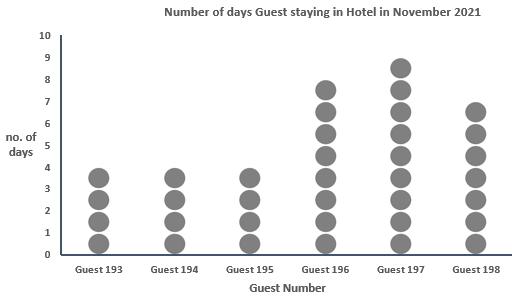 Number of days Guest staying in Hotel in November 2021
10
9
8
7
6
5
4
3
2
1
0
no. of
days
Guest 193 Guest 194 Guest 195 Guest 196 Guest 197 Guest 198
Guest Number